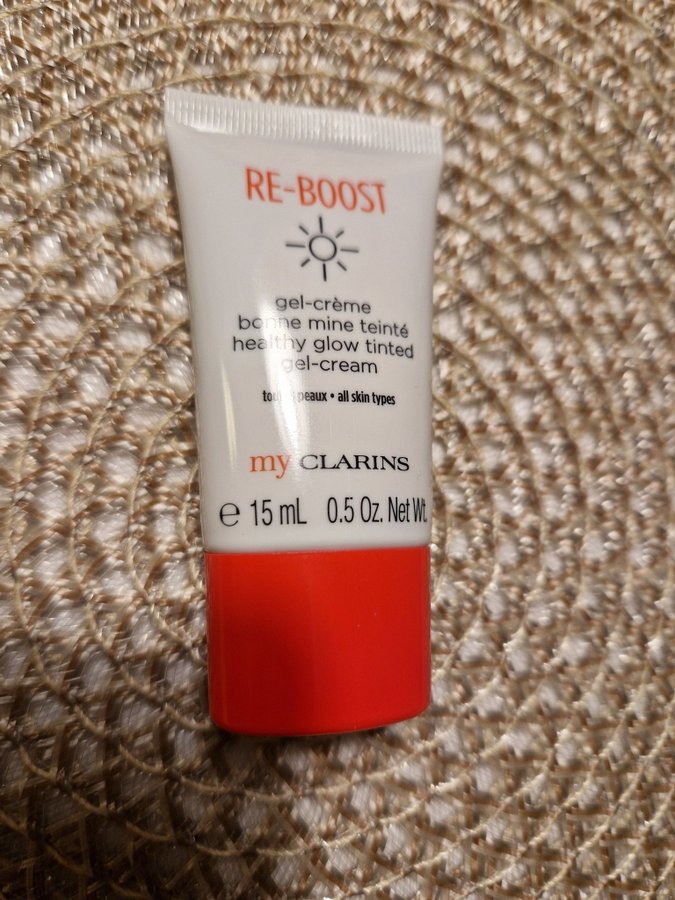 RE-BOOST
gel-crème
bonne mine teinté
healthy glow tinted
gel-cream
peaux • all skin types
my CLARINS
℮ 15 mL 0.5 Oz. Net Wt.